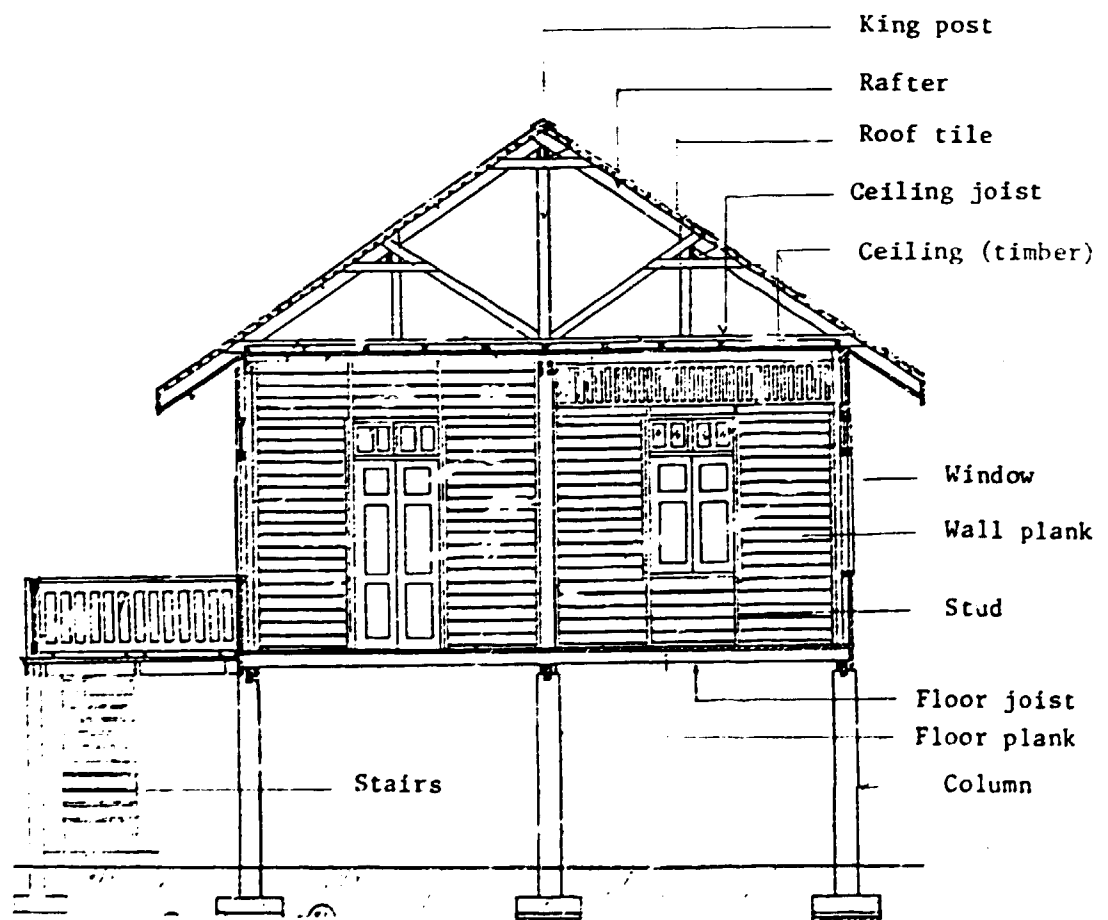 King post
Rafter
Roof tile
Ceiling joist
Ceiling (timber)
Window
Wall plank
Stud
Floor joist
Floor plank
Stairs
Column